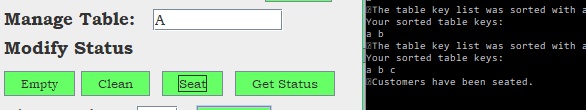 Manage Table: A
Modify Status
Empty Clean Seat Get Status
The table key list was sorted with a
Your sorted table keys:
a b
The table key list was sorted with a
Your sorted table keys:
a b c
Customers have been seated.